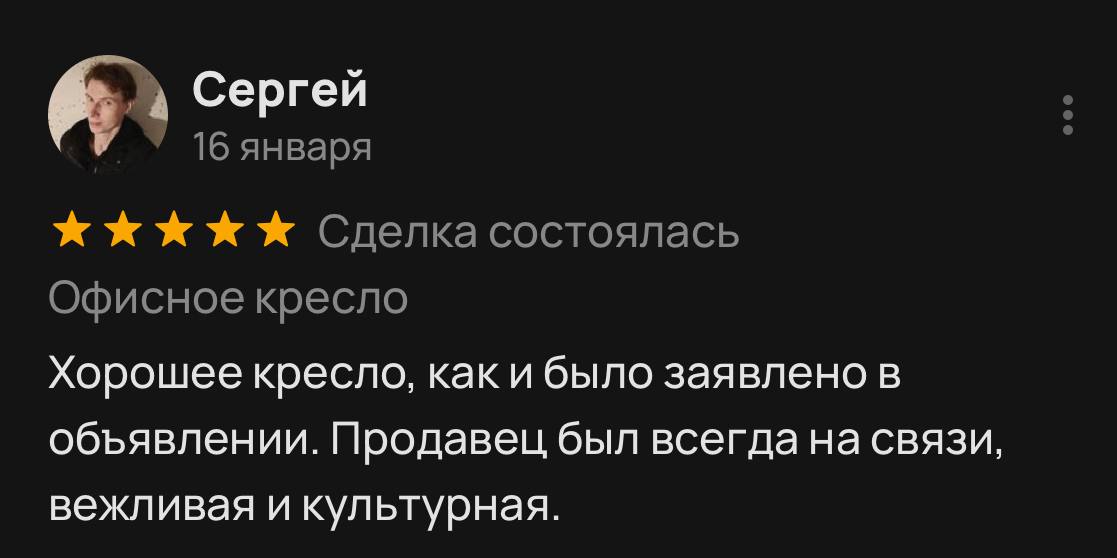 Сергей
16 января
Сделка состоялась
Офисное кресло
Хорошее кресло, как и было заявлено в
объявлении. Продавец был всегда на связи,
вежливая и культурная.